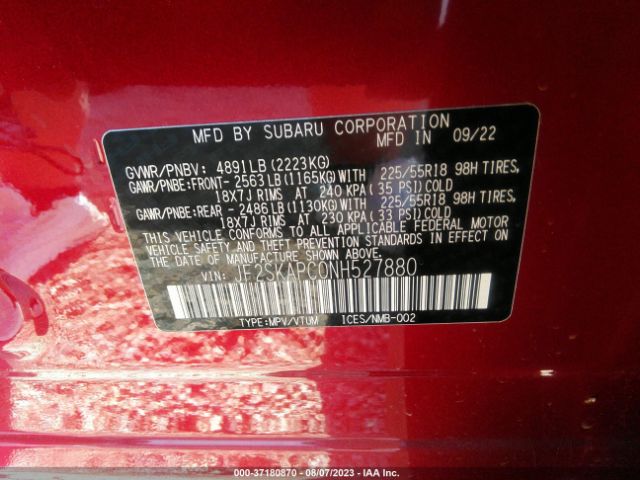 MFD BY SUBARU CORPORATION
MFD IN 09/22
GVWR/PNBV: 4891LB(2223KG)
GAWR/PNBE:FRONT- 2563LB(1165KG)WITH 225/55R18 98H TIRES,
18X7J RIMS AT 240 KPA(35 PSI)COLD
GAWR/PNBE:REAR - 2486LB(1130KG)WITH 225/55R18 98H TIRES,
18X7J RIMS AT 230 KPA(33 PSI)COLD
THIS VEHICLE CONFORMS TO ALL APPLICABLE FEDERAL MOTOR
VEHICLE SAFETY AND THEFT PREVENTION STANDARDS IN EFFECT ON
THE DATE OF MANUFACTURE SHOWN ABOVE.
VIN: JF2SKAPC0NH527880
TYPE:MPV/VTUM ICES/NMB-002
000-37180870 - 08/07/2023 - IAA Inc.